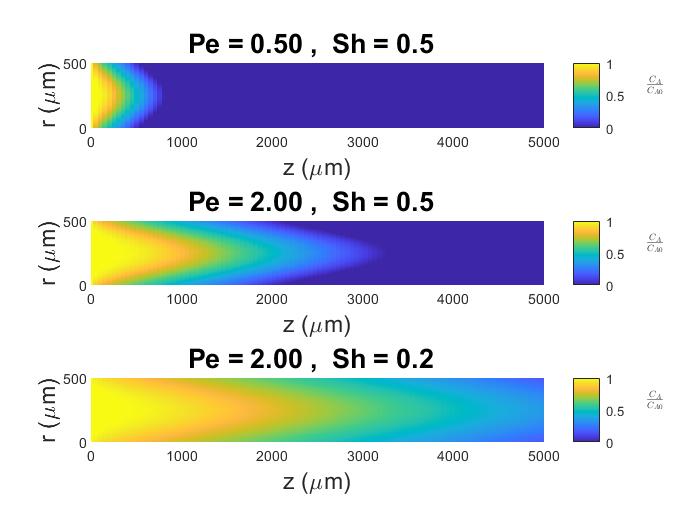 Pe = 0.50 , Sh = 0.5
500
0
r (μm)
0 1000 2000 3000 4000 5000
z (μm)
1
0.5
0
C_A
C_A0
Pe = 2.00 , Sh = 0.5
500
0
r (μm)
0 1000 2000 3000 4000 5000
z (μm)
1
0.5
0
C_A
C_A0
Pe = 2.00 , Sh = 0.2
500
0
r (μm)
0 1000 2000 3000 4000 5000
z (μm)
1
0.5
0
C_A
C_A0